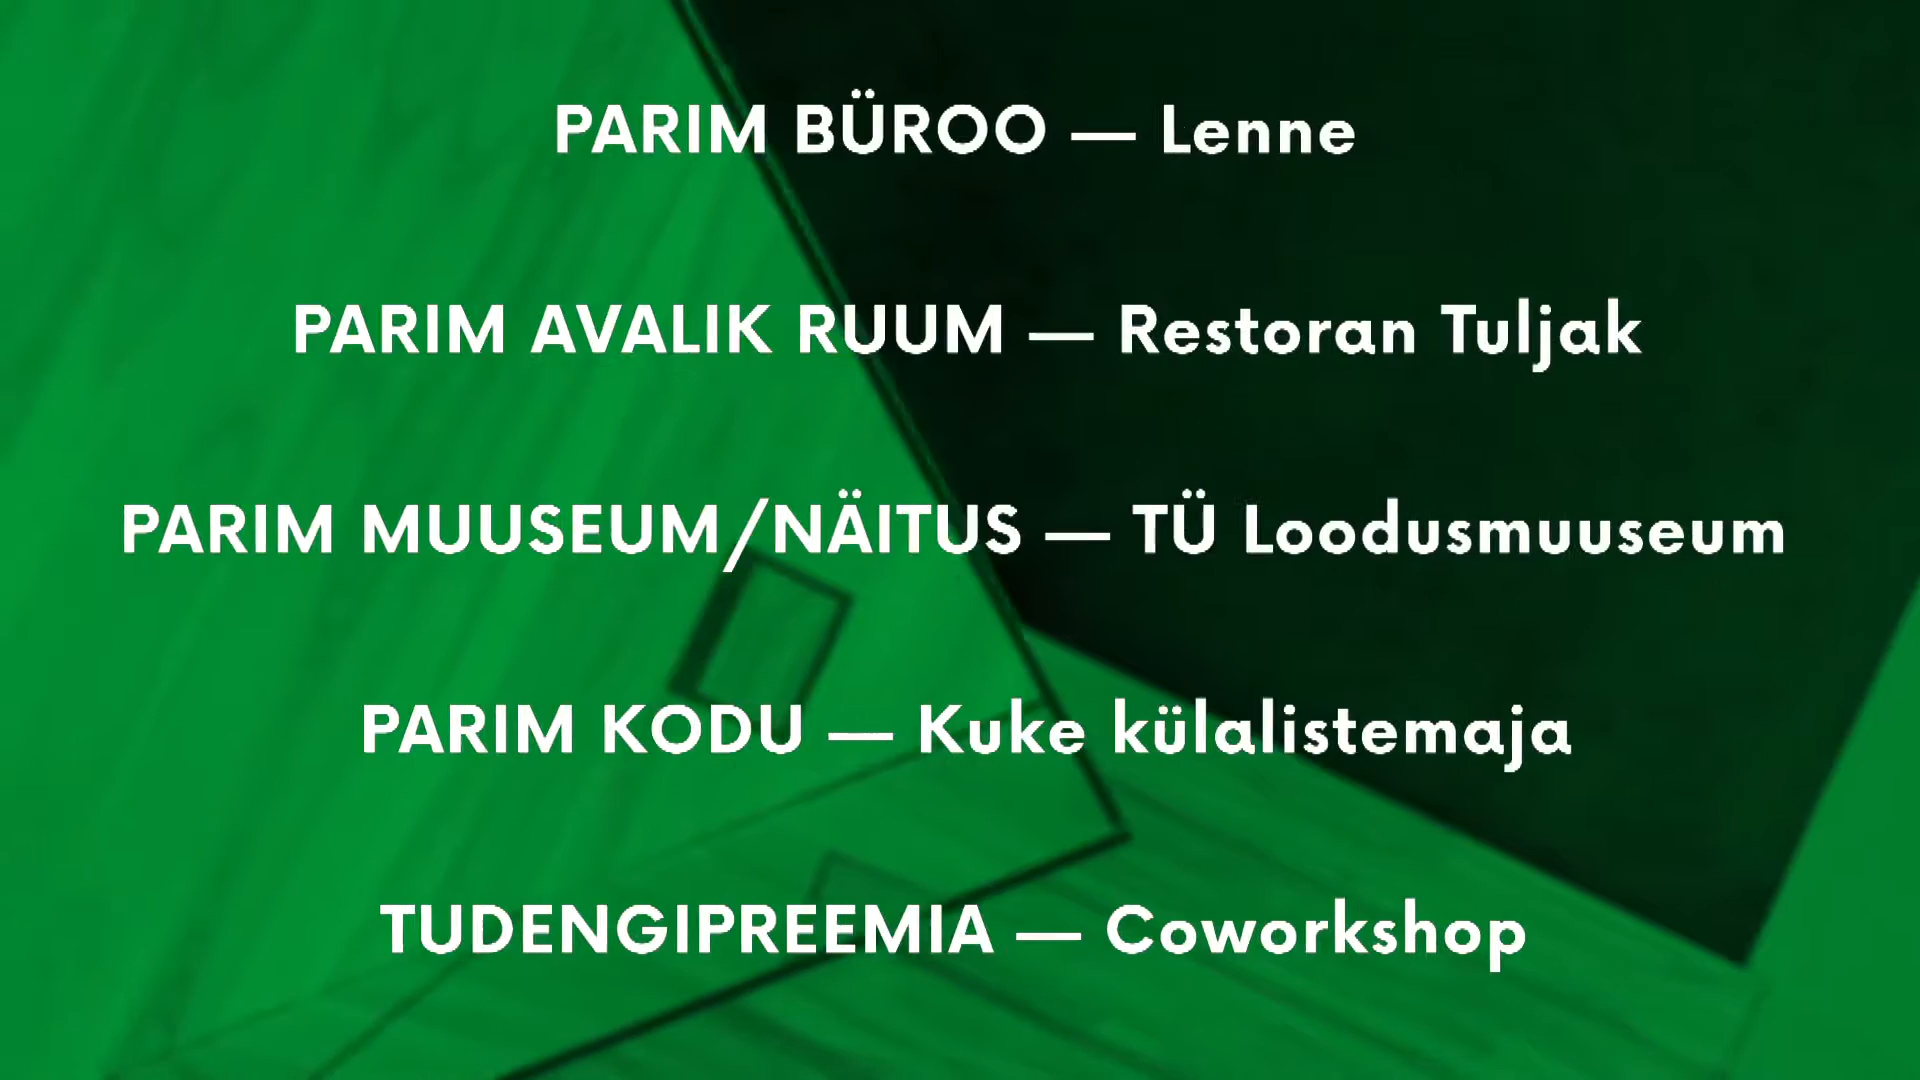 PARIM BÜROO — Lenne
PARIM AVALIK RUUM — Restoran Tuljak
PARIM MUUSEUM/NÄITUS — TÜ Loodusmuuseum
PARIM KODU — Kuke külalistemaja
TUDENGIPREEMIA — Coworkshop